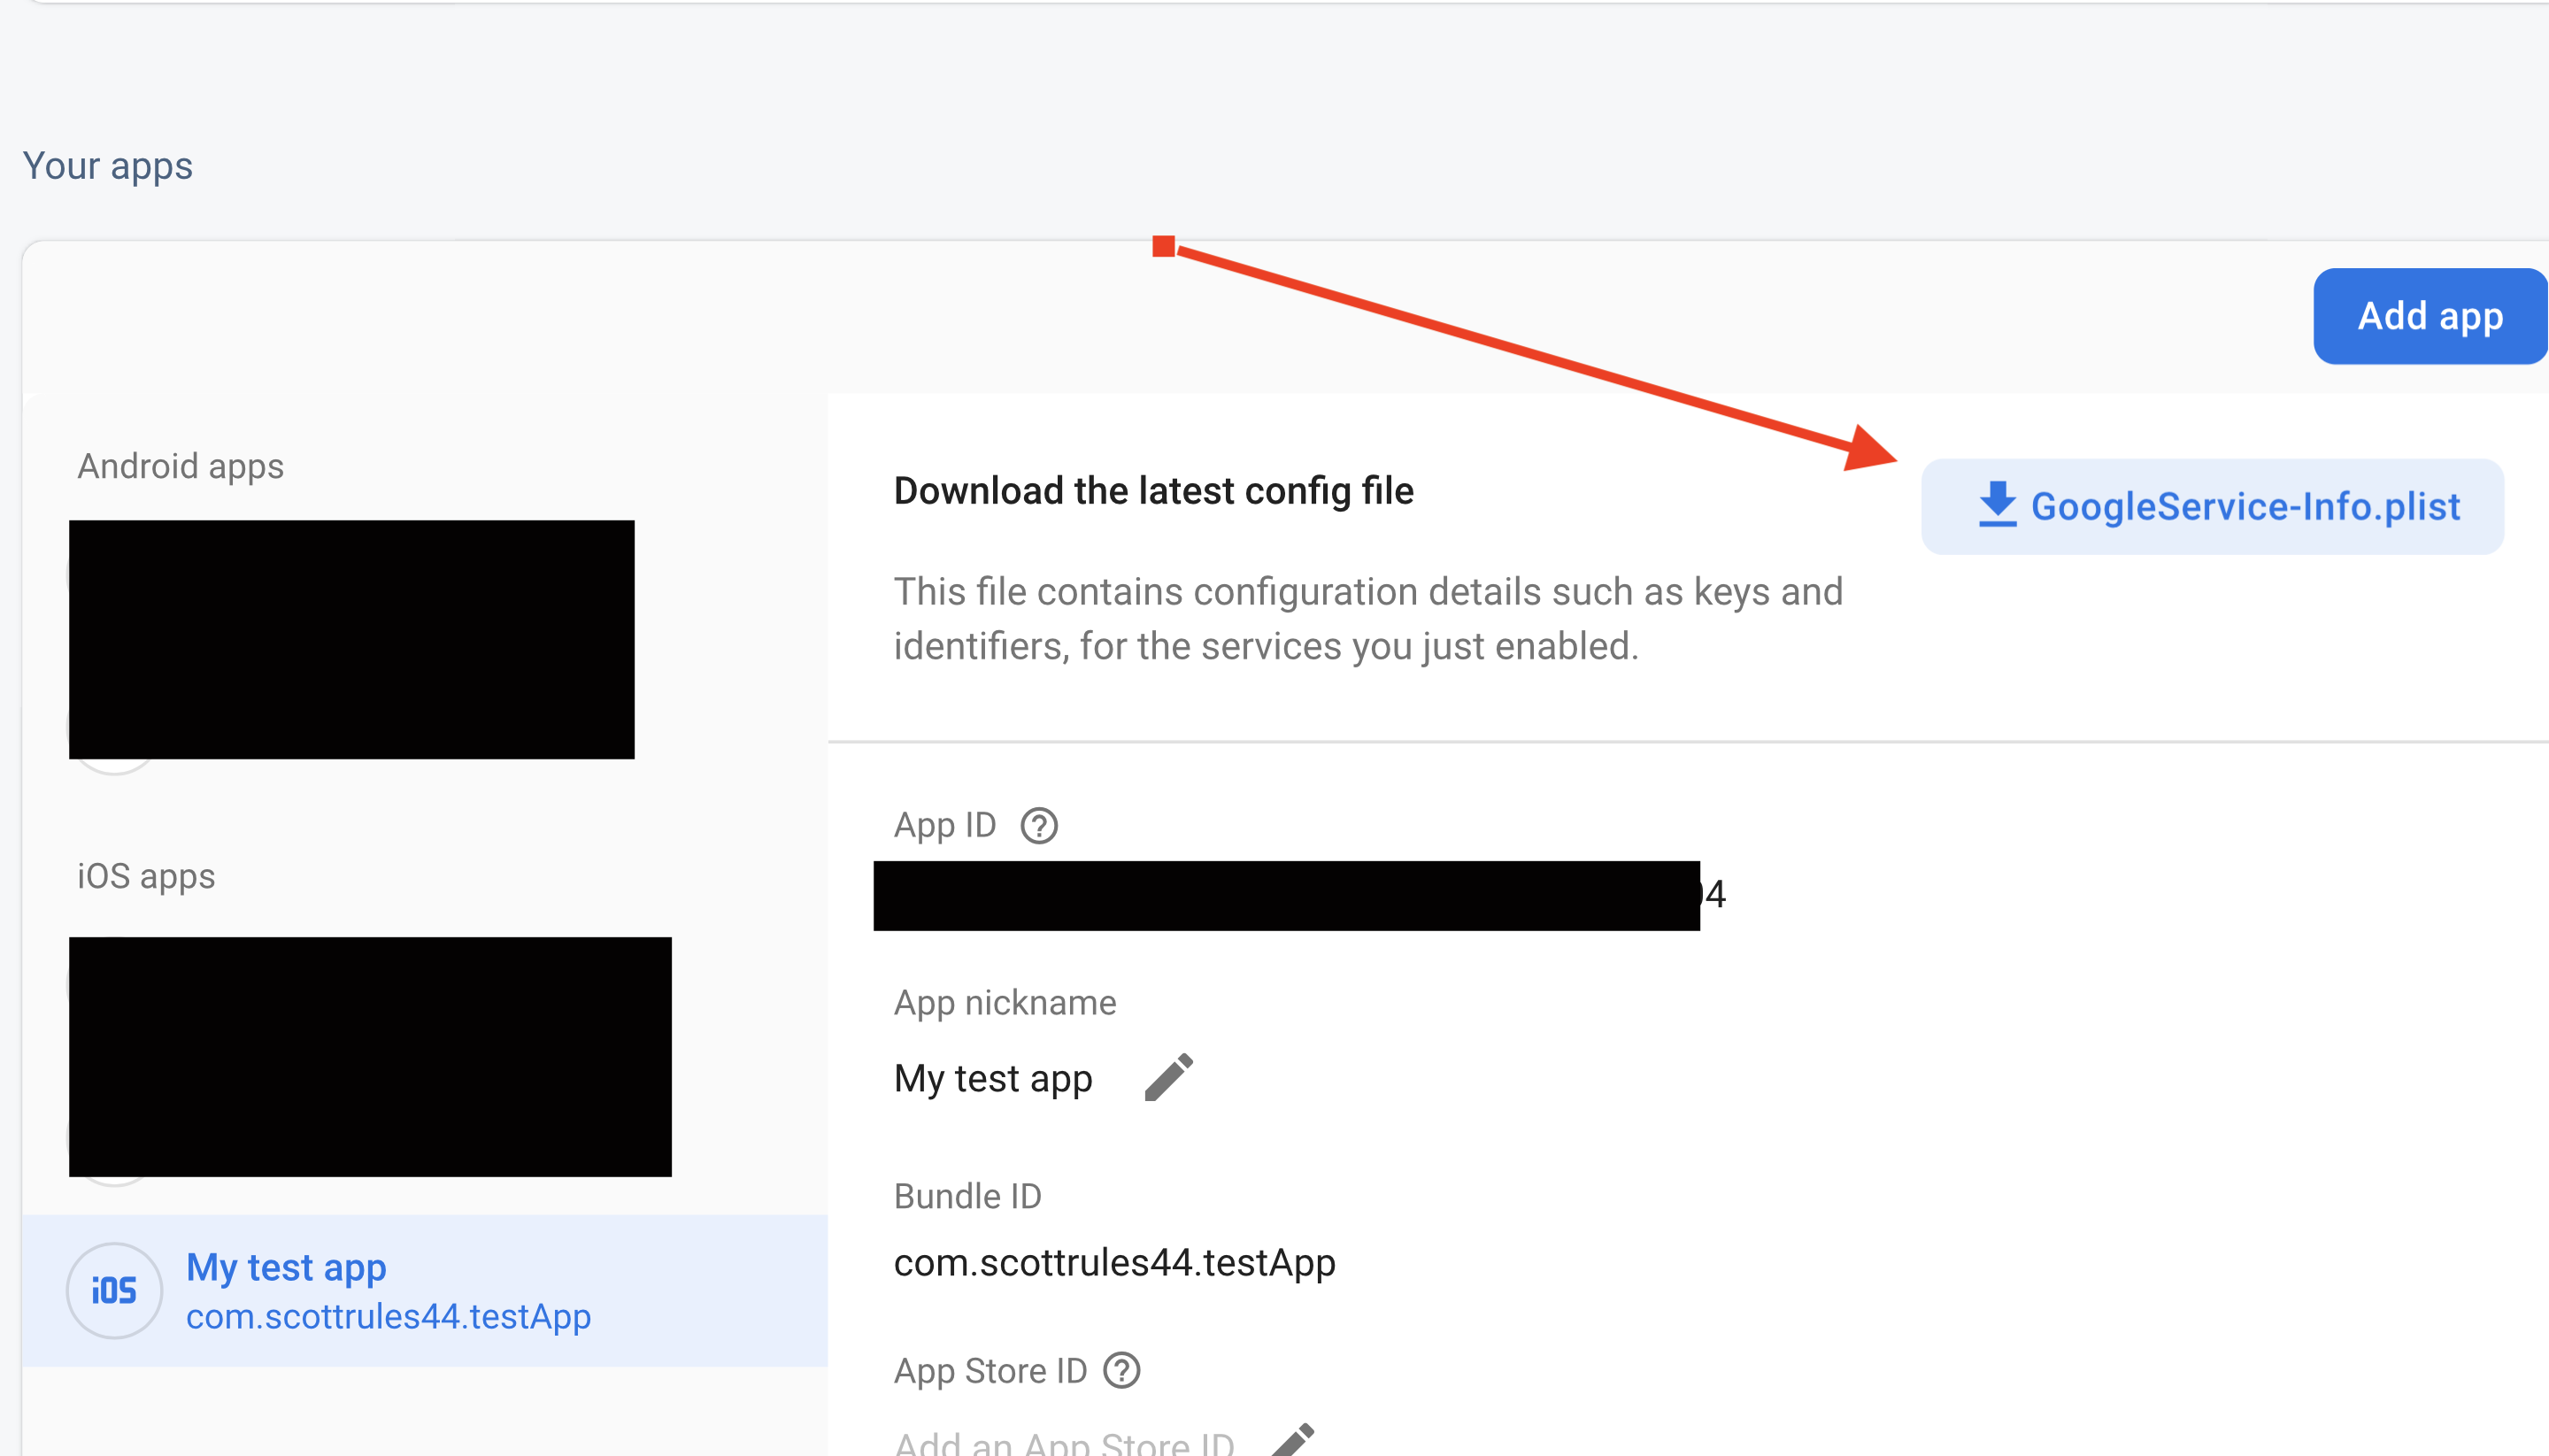 Your apps
Add app
Android apps
iOS apps
iOS
My test app
com.scottrules44.testApp
Download the latest config file
GoogleService-Info.plist
This file contains configuration details such as keys and
identifiers, for the services you just enabled.
App ID
4
App nickname
My test app
Bundle ID
com.scottrules44.testApp
App Store ID
Add an App Store ID